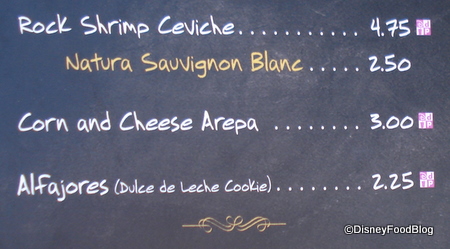 Rock Shrimp Ceviche............ 4.75
Natura Sauvignon Blanc ..... 2.50
Corn and Cheese Arepa ........ 3.00
Alfajores (Dulce de Leche Cookie)........ 2.25
©DisneyFoodBlog